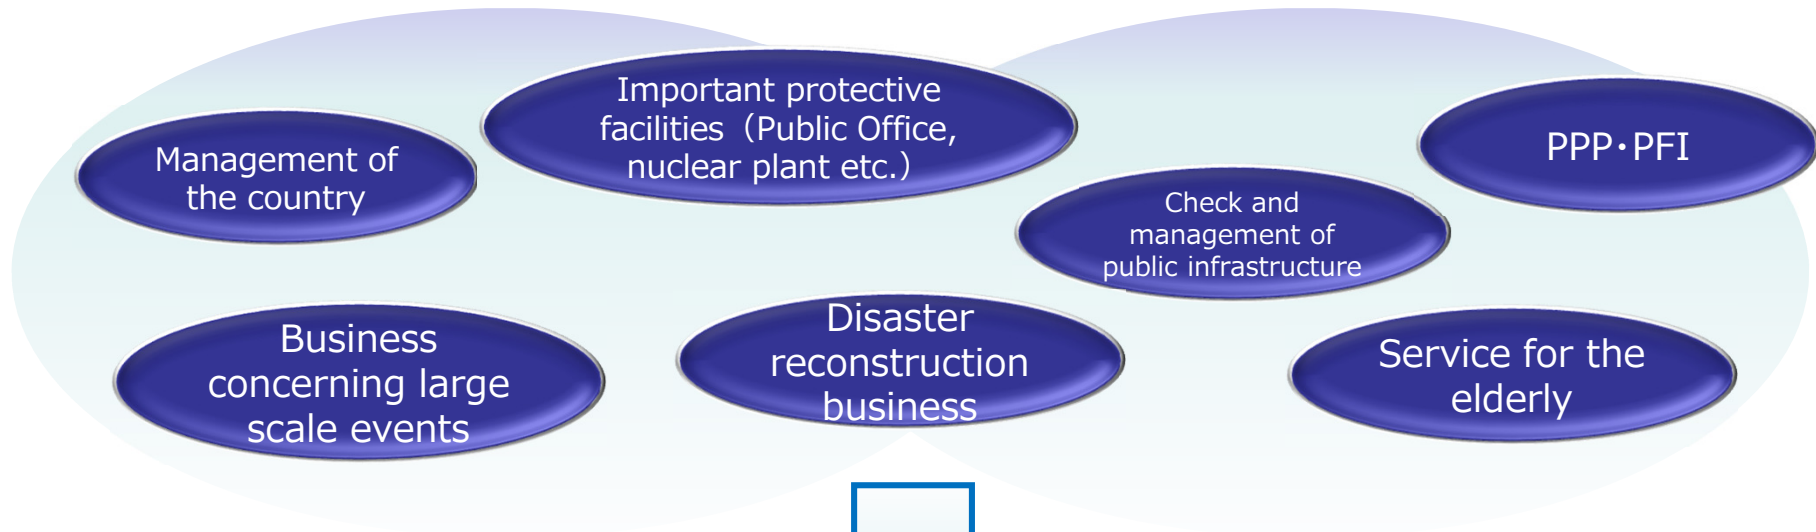 Important protective
facilities（Public Office,
nuclear plant etc.）
PPP･PFI
Management of
the country
Check and
management of
public infrastructure
Business
concerning large
scale events
Disaster
reconstruction
business
Service for the
elderly